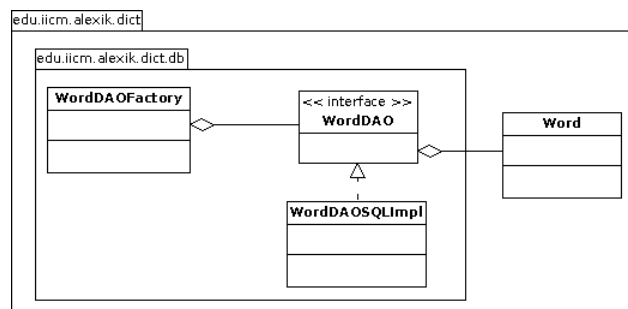 edu.iicm.alexik.dict
edu.iicm.alexik.dict.db
WordDAOFactory
<< interface >>
WordDAO
Word
WordDAOSQLImpl